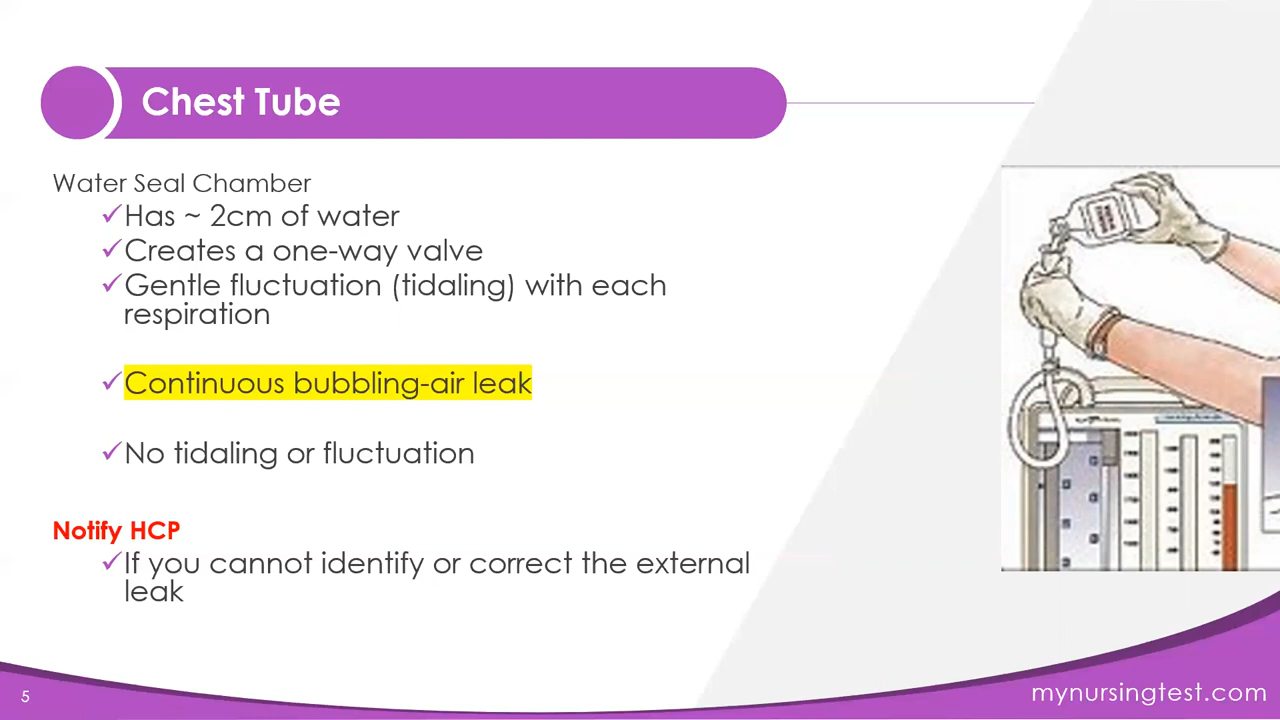 Chest Tube
Water Seal Chamber
✓Has ~ 2cm of water
✓Creates a one-way valve
✓Gentle fluctuation (tidaling) with each
respiration
✓Continuous bubbling-air leak
✓No tidaling or fluctuation
Notify HCP
✓If you cannot identify or correct the external
leak
5
mynursingtest.com